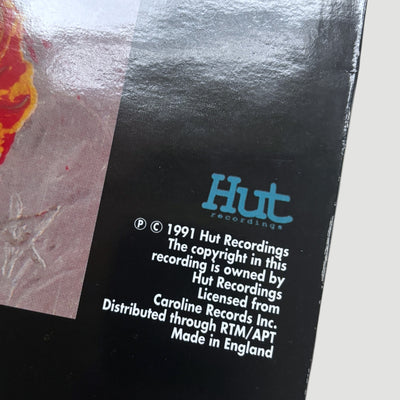 Hut
recordings
℗ © 1991 Hut Recordings
The copyright in this
recording is owned by
Hut Recordings
Licensed from
Caroline Records Inc.
Distributed through RTM/APT
Made in England